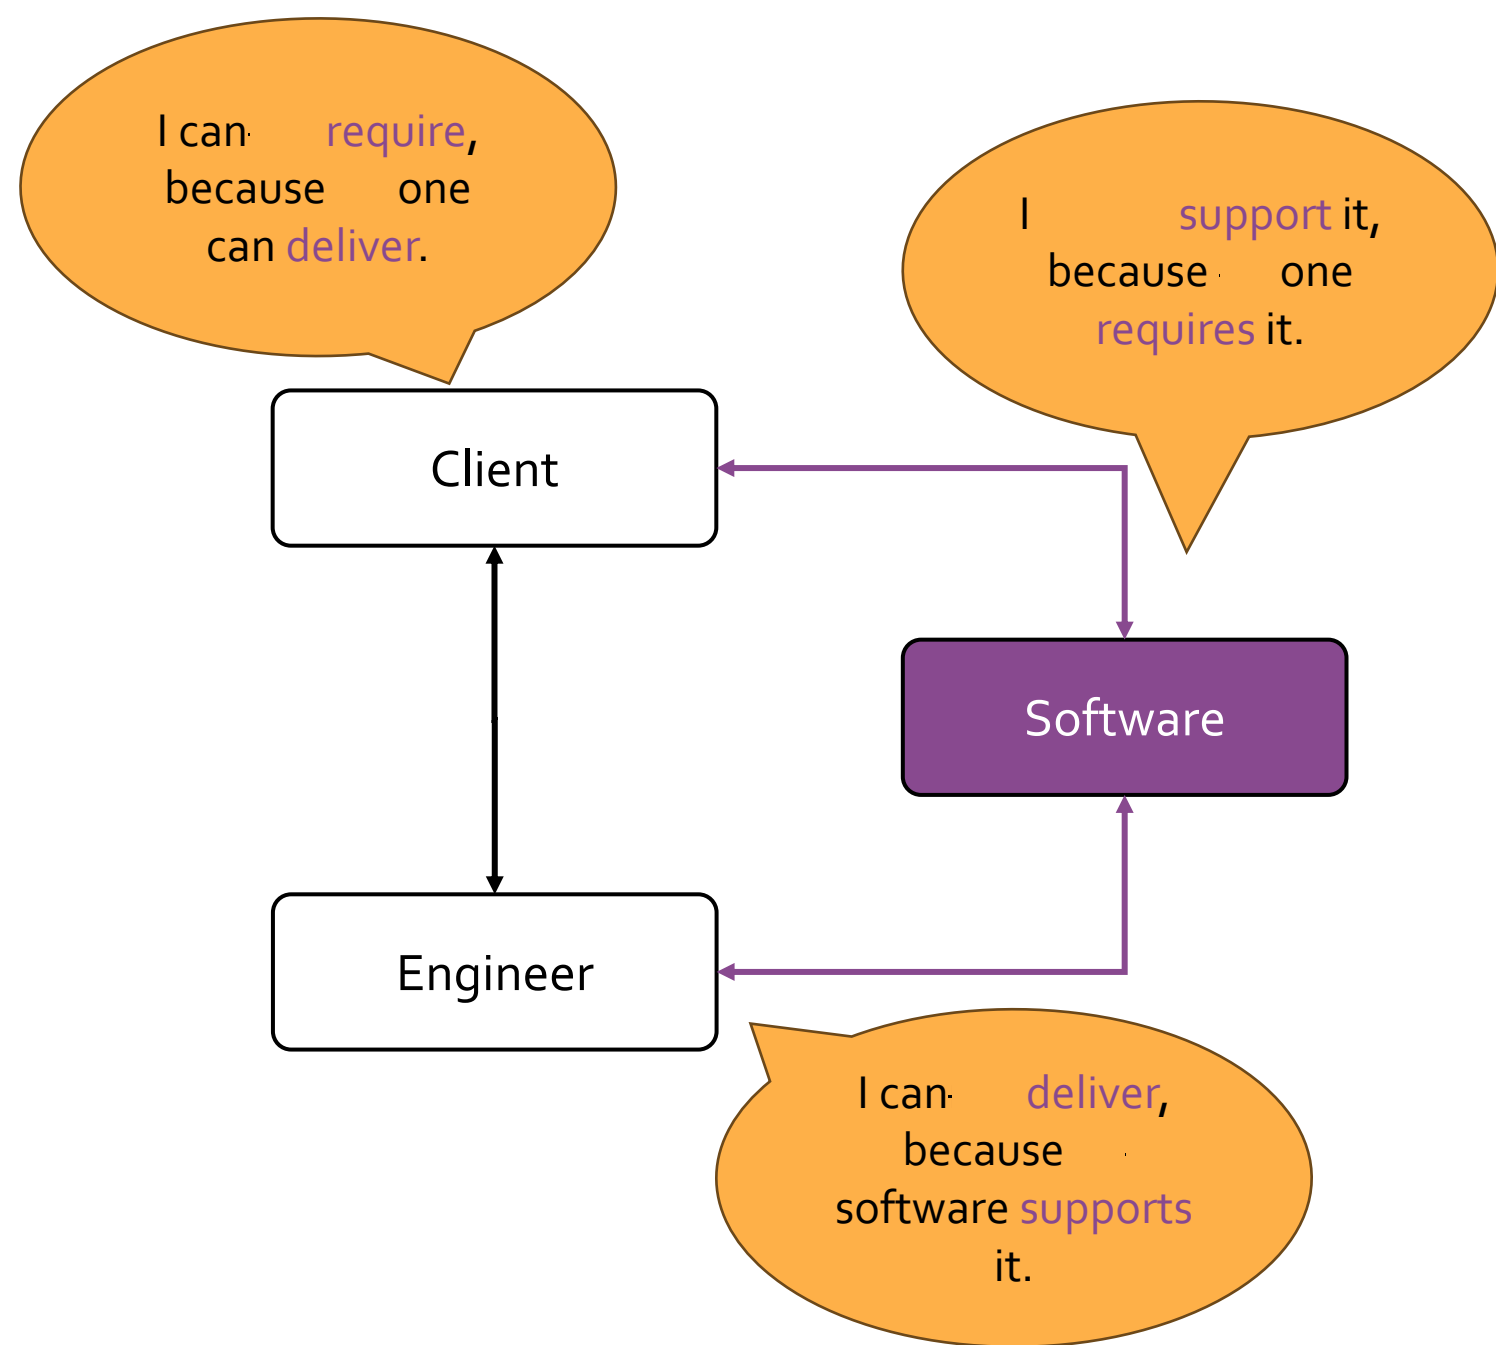 I can require,
because one
can deliver.
I support it,
because one
requires it.
Client
Software
Engineer
I can deliver,
because
software supports
it.